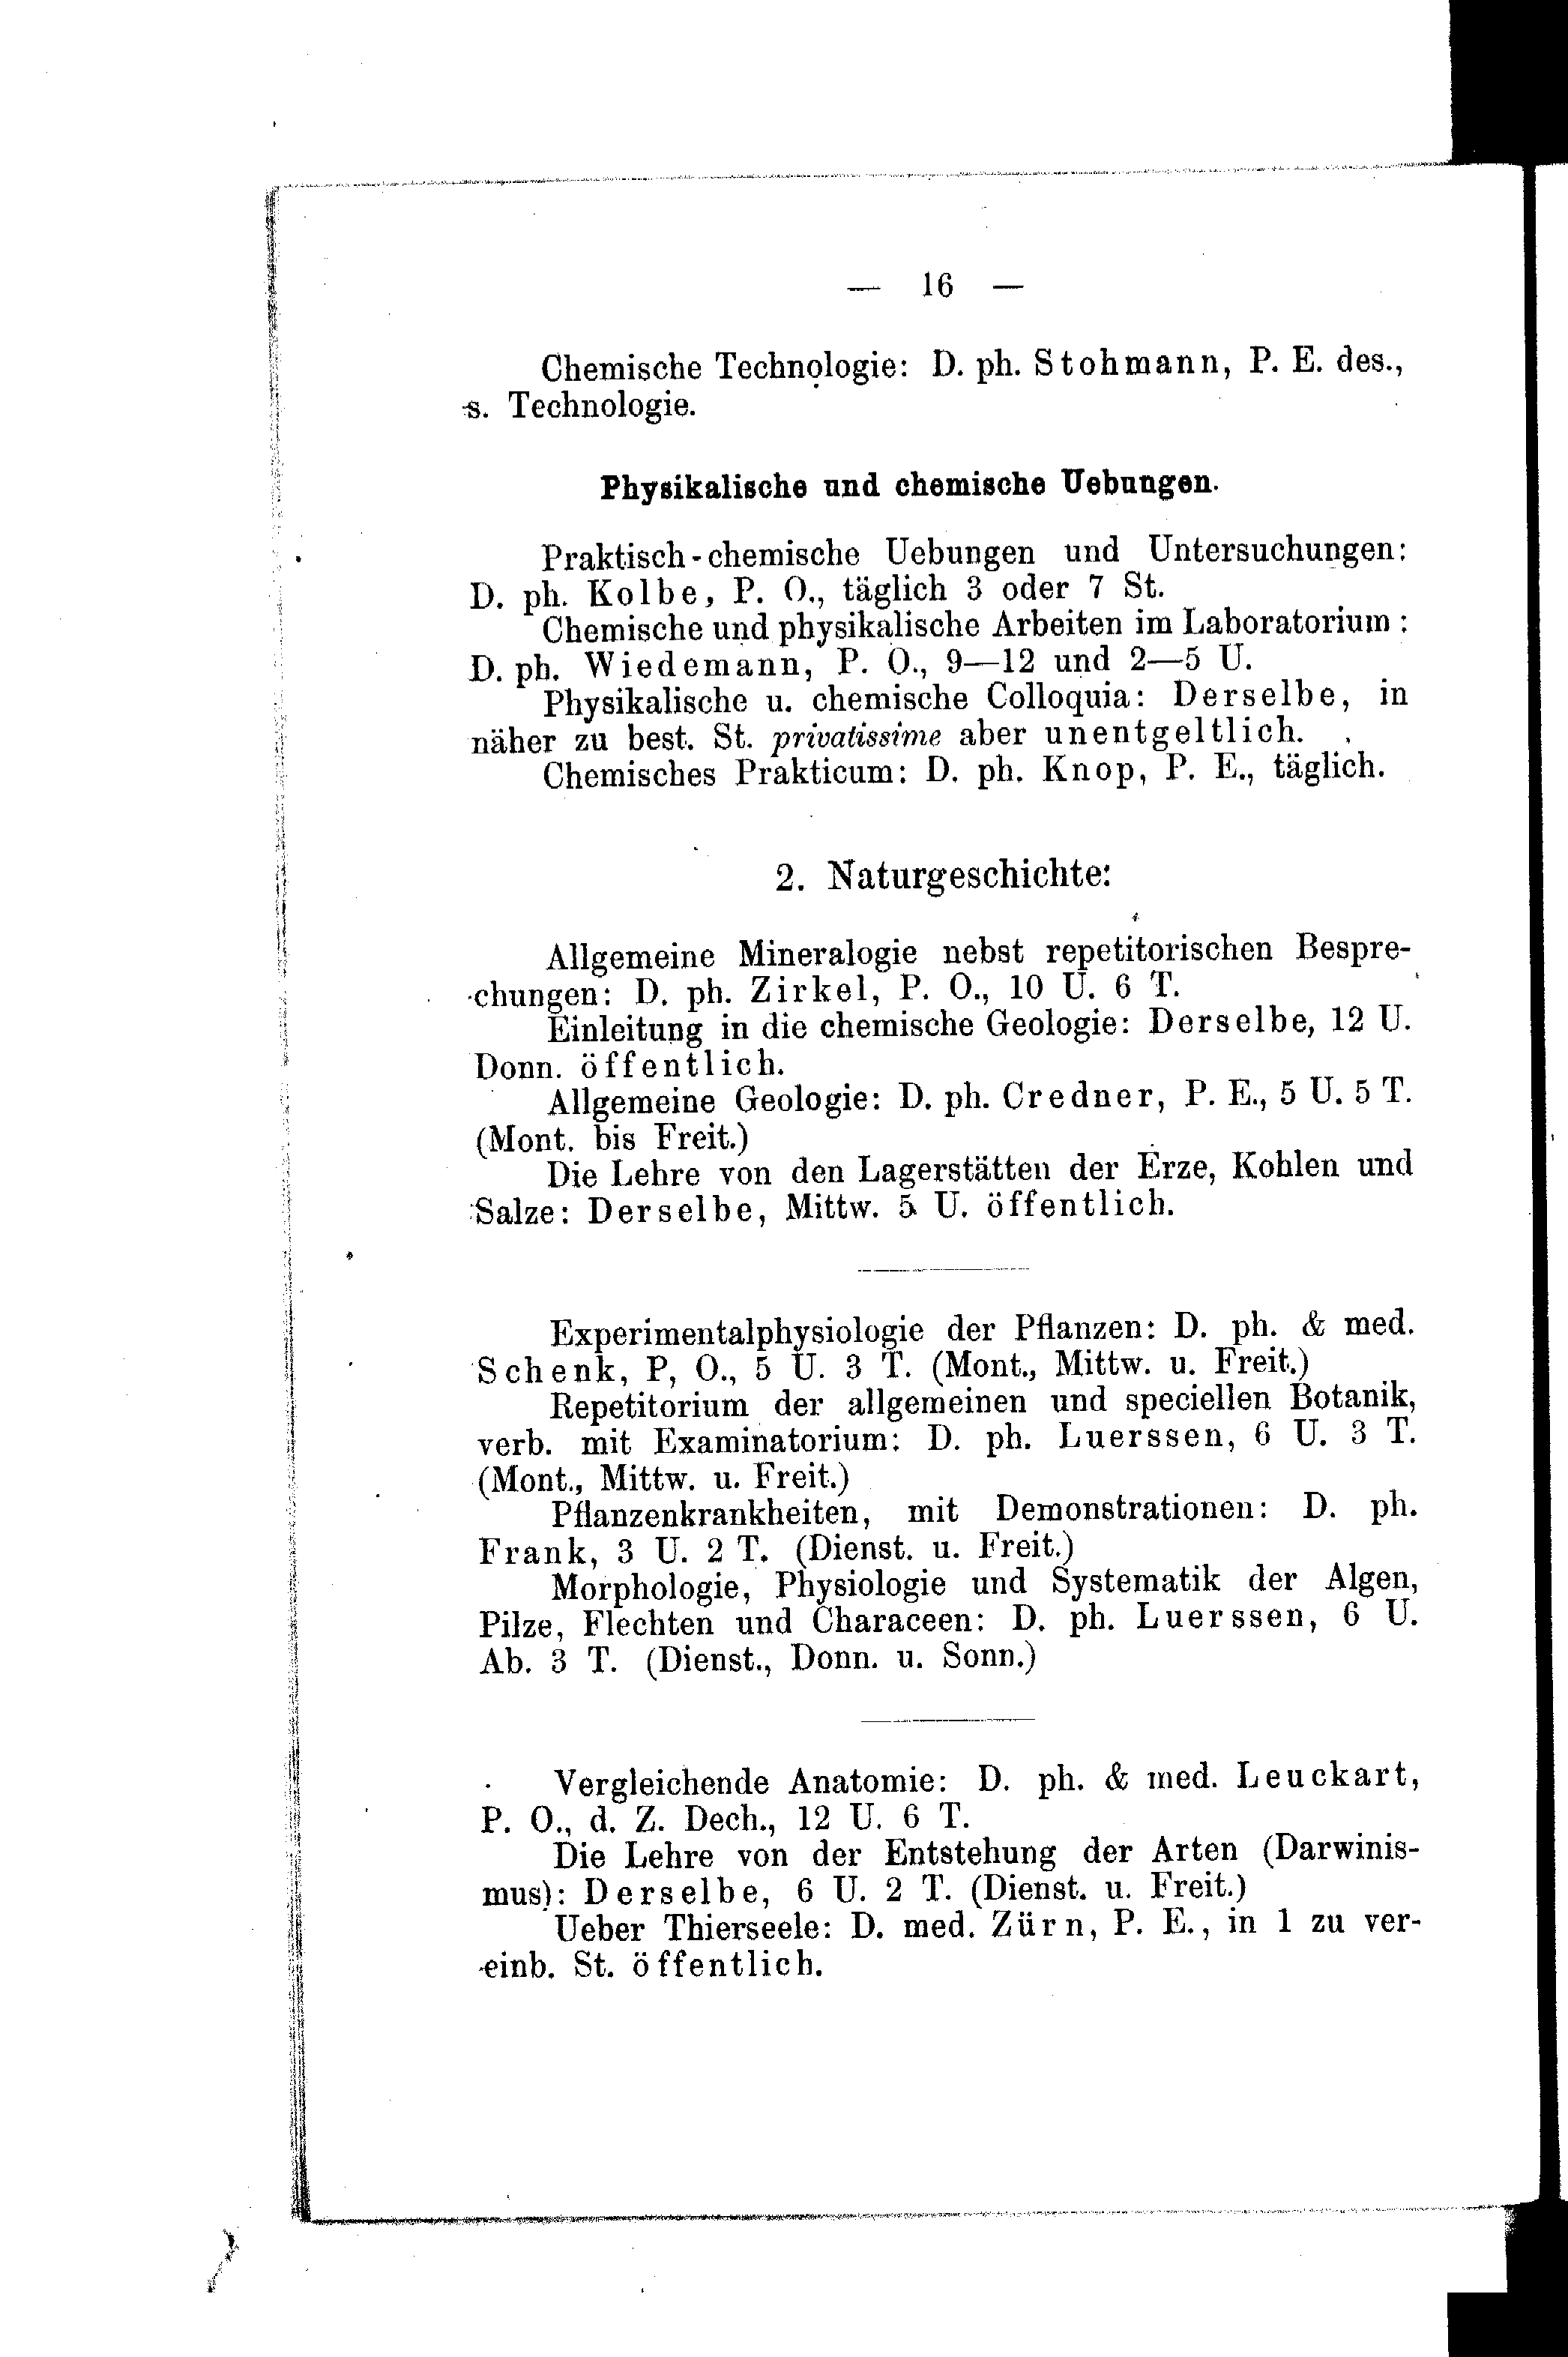 — 16 —
Chemische Technologie: D. ph. Stohmann, P. E. des.,
s. Technologie.
Physikalische und chemische Uebungen.
Praktisch-chemische Uebungen und Untersuchungen:
D. ph. Kolbe, P. O., täglich 3 oder 7 St.
Chemische und physikalische Arbeiten im Laboratorium:
D. ph. Wiedemann, P. O., 9—12 und 2—5 U.
Physikalische u. chemische Colloquia: Derselbe, in
näher zu best. St. privatissime aber unentgeltlich.
Chemisches Prakticum: D. ph. Knop, P. E., täglich.
2. Naturgeschichte:
Allgemeine Mineralogie nebst repetitorischen Bespre-
chungen: D. ph. Zirkel, P. O., 10 U. 6 T.
Einleitung in die chemische Geologie: Derselbe, 12 U.
Donn. öffentlich.
Allgemeine Geologie: D. ph. Credner, P. E., 5 U. 5 T.
(Mont. bis Freit.)
Die Lehre von den Lagerstätten der Erze, Kohlen und
Salze: Derselbe, Mittw. 5 U. öffentlich.
Experimentalphysiologie der Pflanzen: D. ph. & med.
Schenk, P, O., 5 U. 3 T. (Mont., Mittw. u. Freit.)
Repetitorium der allgemeinen und speciellen Botanik,
verb. mit Examinatorium: D. ph. Luerssen, 6 U. 3 T.
(Mont., Mittw. u. Freit.)
Pflanzenkrankheiten, mit Demonstrationen: D. ph.
Frank, 3 U. 2 T. (Dienst. u. Freit.)
Morphologie, Physiologie und Systematik der Algen,
Pilze, Flechten und Characeen: D. ph. Luerssen, 6 U.
Ab. 3 T. (Dienst., Donn. u. Sonn.)
Vergleichende Anatomie: D. ph. & med. Leuckart,
P. O., d. Z. Dech., 12 U. 6 T.
Die Lehre von der Entstehung der Arten (Darwinis-
mus): Derselbe, 6 U. 2 T. (Dienst. u. Freit.)
Ueber Thierseele: D. med. Zürn, P. E., in 1 zu ver-
einb. St. öffentlich.